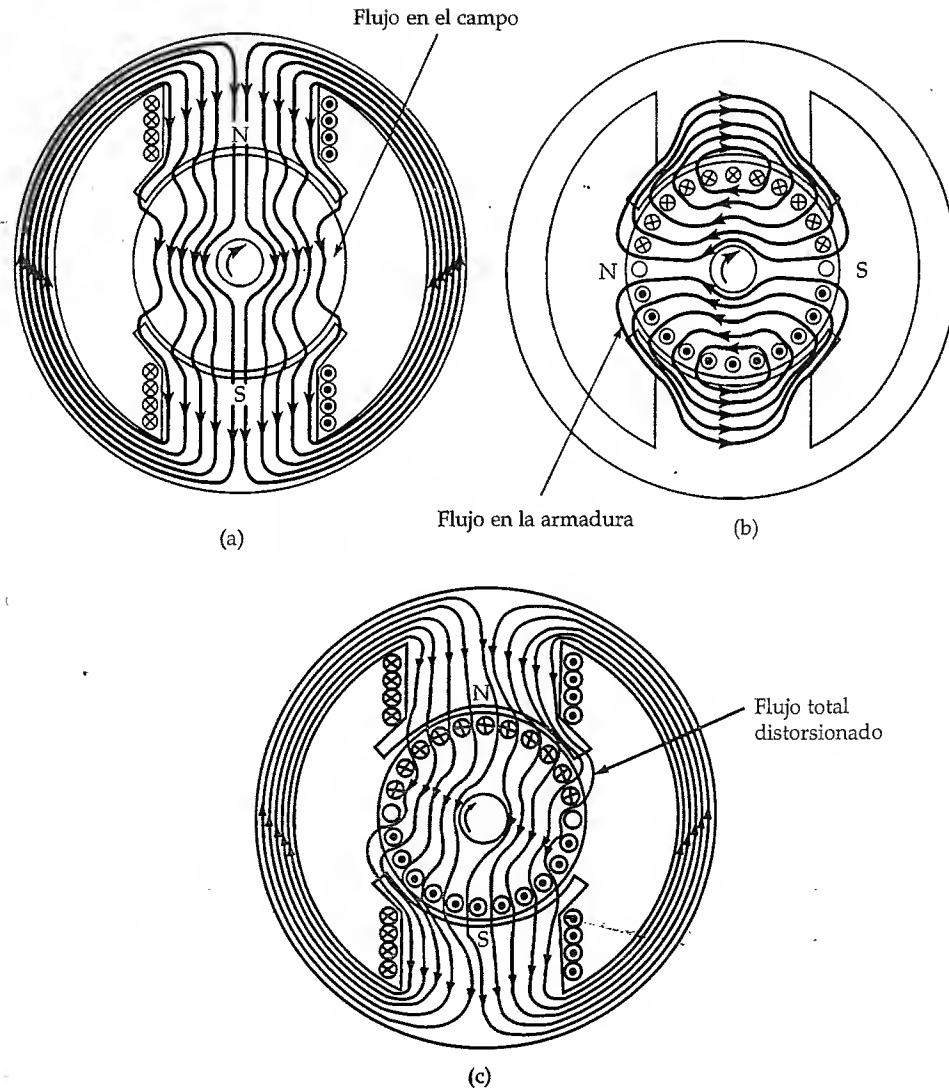 Flujo en el campo
N
S
(a)
N
S
Flujo en la armadura
(b)
N
Flujo total
distorsionado
S
(c)